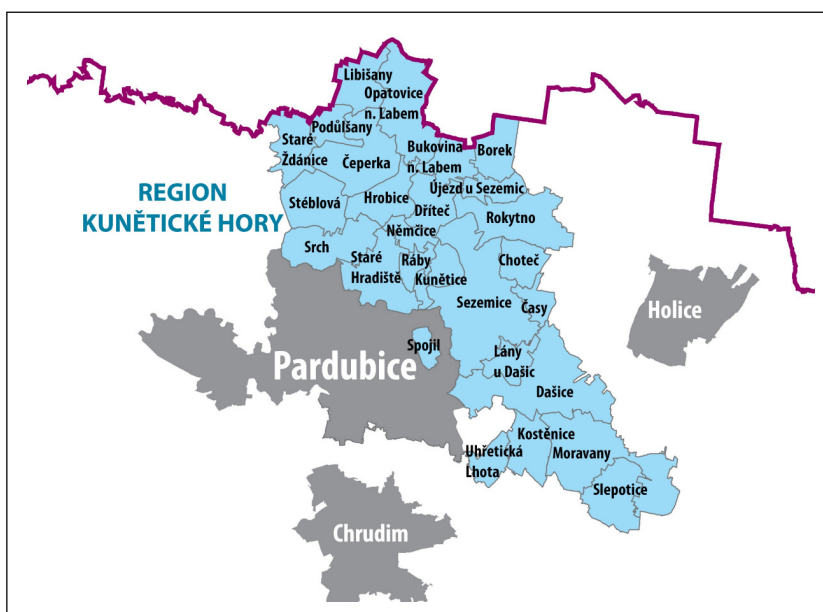 Libišany
Opatovice
n. Labem
Podůlšany
Staré
Ždánice
Čeperka
Bukovina
n. Labem
Borek
Újezd u Sezemic
REGION
KUNĚTICKÉ HORY
Stéblová
Hrobice
Dříteč
Rokytno
Němčice
Srch
Staré
Hradiště
Ráby
Kunětice
Choteč
Sezemice
Časy
Holice
Spojil
Pardubice
Lány
u Dašic
Dašice
Kostěnice
Uhřetická
Lhota
Moravany
Slepotice
Chrudim